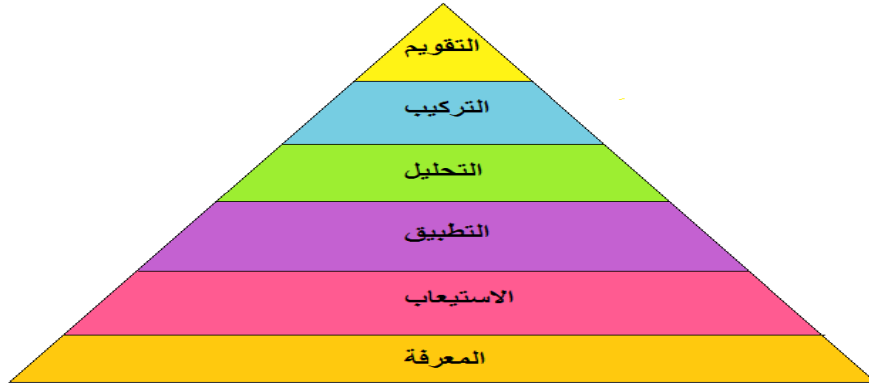 التقويم
التركيب
التحليل
التطبيق
الاستيعاب
المعرفة